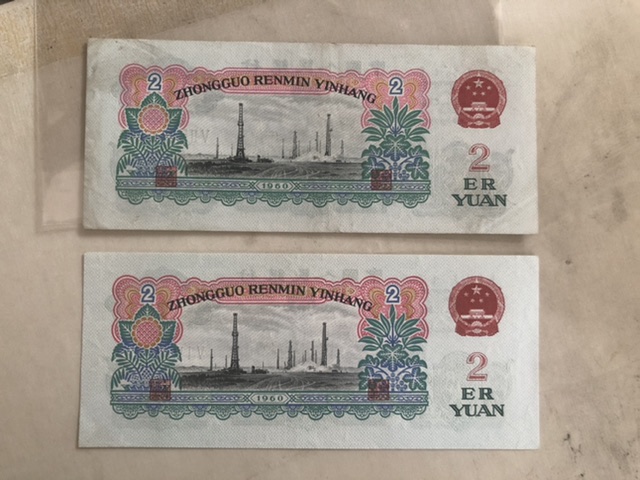 2 ZHONGGUO RENMIN YINHANG 2
2
ER
YUAN
1960
2 ZHONGGUO RENMIN YINHANG 2
2
ER
YUAN
1960